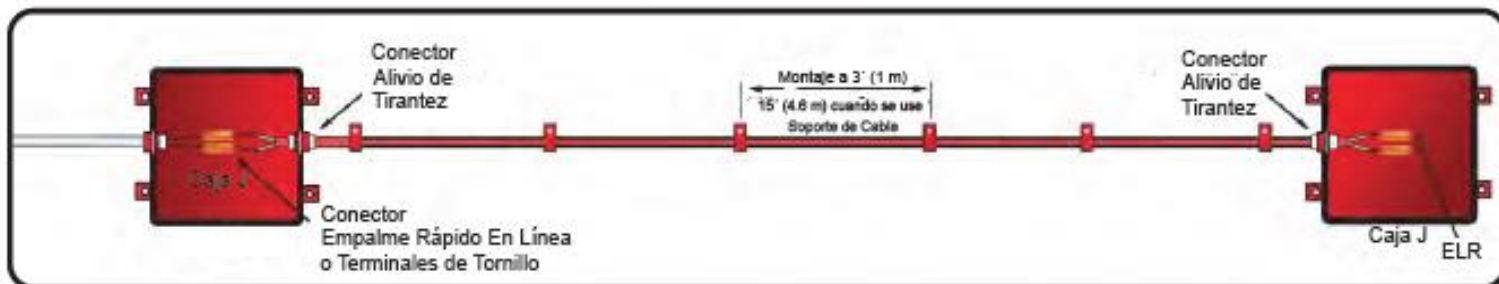 Conector
Alivio de
Tirantez
Montaje a 3´ (1 m)
15´ (4.6 m) cuando se use
Soporte de Cable
Conector
Alivio de
Tirantez
Caja J
Conector
Empalme Rápido En Línea
o Terminales de Tornillo
Caja J
ELR